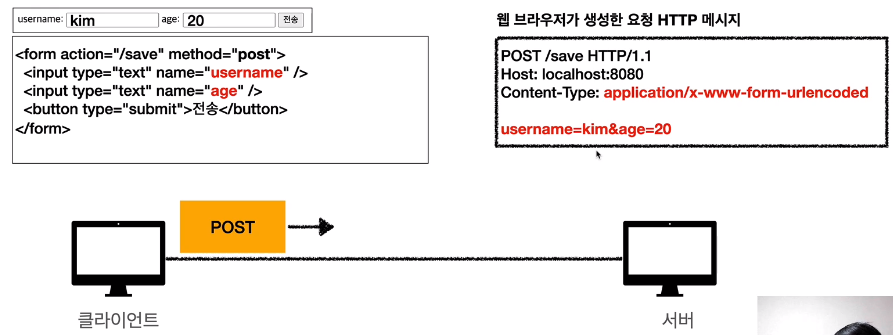 username: kim age: 20 전송
<form action="/save" method="post">
<input type="text" name="username" />
<input type="text" name="age" />
<button type="submit">전송</button>
</form>
웹 브라우저가 생성한 요청 HTTP 메시지
POST /save HTTP/1.1
Host: localhost:8080
Content-Type: application/x-www-form-urlencoded
username=kim&age=20
POST
클라이언트
서버